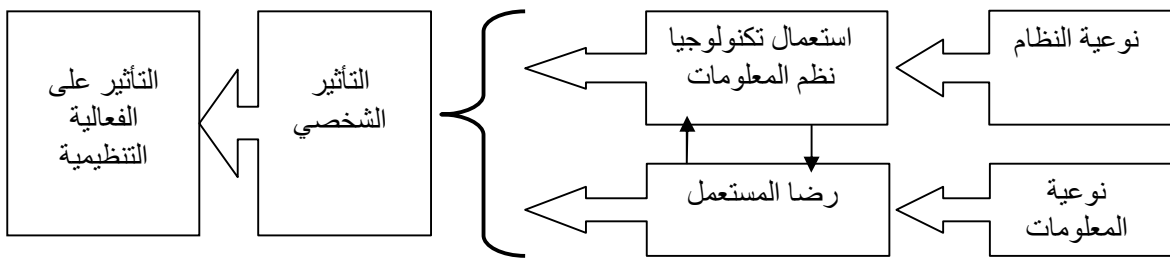 نوعية النظام
استعمال تكنولوجيا
نظم المعلومات
التأثير
الشخصي
التأثير على
الفعالية
التنظيمية
نوعية
المعلومات
رضا المستعمل